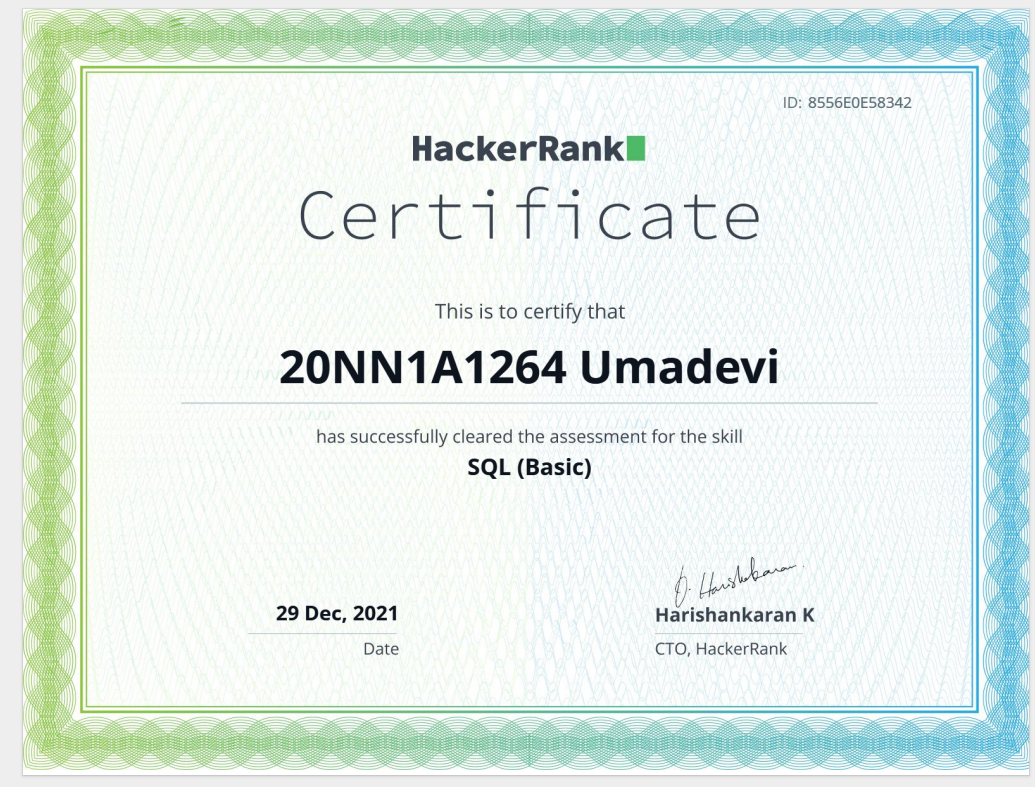 ID: 8556E0E58342
HackerRank
Certificate
This is to certify that
20NN1A1264 Umadevi
has successfully cleared the assessment for the skill
SQL (Basic)
29 Dec, 2021
Date
Harishankaran K
CTO, HackerRank